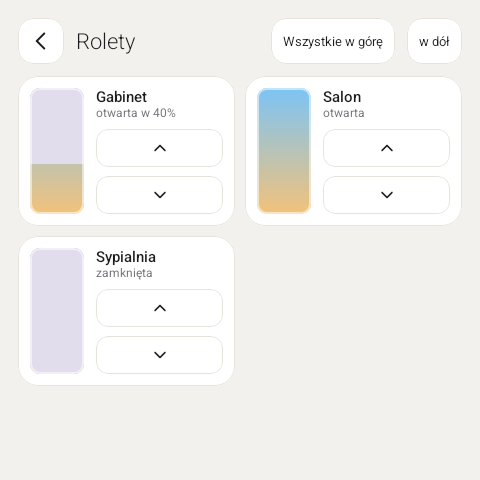 Rolety
Wszystkie w górę
w dół
Gabinet
otwarta w 40%
Salon
otwarta
Sypialnia
zamknięta